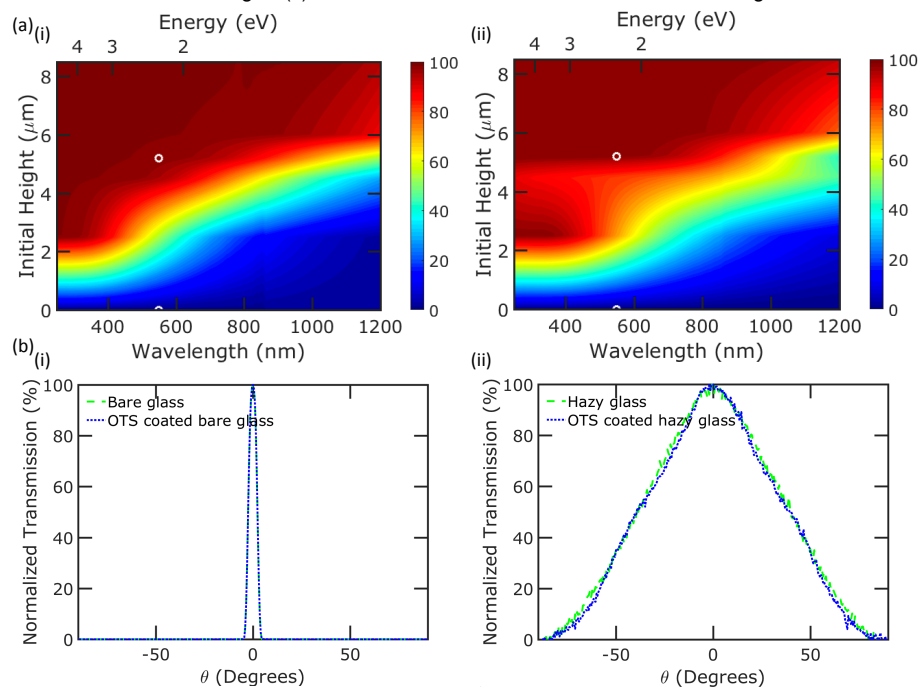 (a)
(i)
Energy (eV)
4 3 2
8
6
4
2
0
Initial Height (μm)
400 600 800 1000 1200
Wavelength (nm)
100
80
60
40
20
0
(ii)
Energy (eV)
4 3 2
8
6
4
2
0
Initial Height (μm)
400 600 800 1000 1200
Wavelength (nm)
100
80
60
40
20
0
(b)
(i)
100
80
60
40
20
0
Normalized Transmission (%)
Bare glass
OTS coated bare glass
-50 0 50
θ (Degrees)
(ii)
100
80
60
40
20
0
Normalized Transmission (%)
Hazy glass
OTS coated hazy glass
-50 0 50
θ (Degrees)